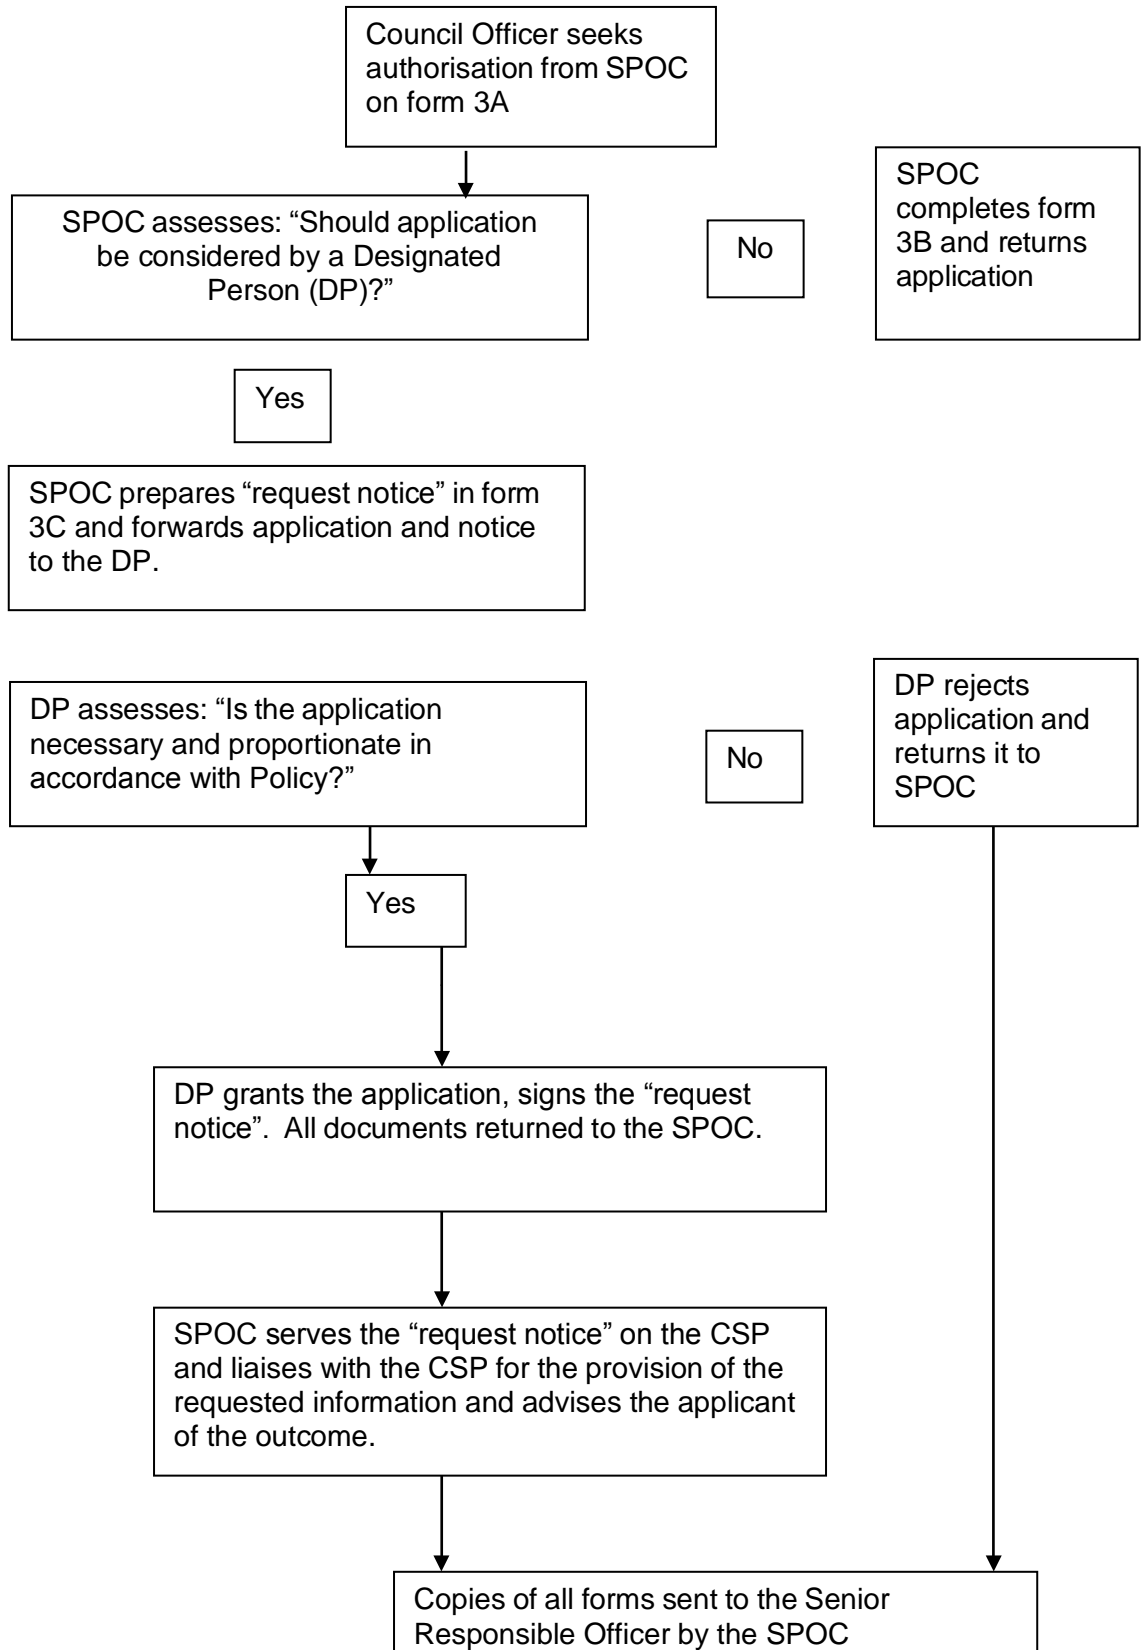 Council Officer seeks
authorisation from SPOC
on form 3A
SPOC assesses: “Should application
be considered by a Designated
Person (DP)?”
No
SPOC
completes form
3B and returns
application
Yes
SPOC prepares “request notice” in form
3C and forwards application and notice
to the DP.
DP assesses: “Is the application
necessary and proportionate in
accordance with Policy?”
No
DP rejects
application and
returns it to
SPOC
Yes
DP grants the application, signs the “request
notice”.  All documents returned to the SPOC.
SPOC serves the “request notice” on the CSP
and liaises with the CSP for the provision of the
requested information and advises the applicant
of the outcome.
Copies of all forms sent to the Senior
Responsible Officer by the SPOC